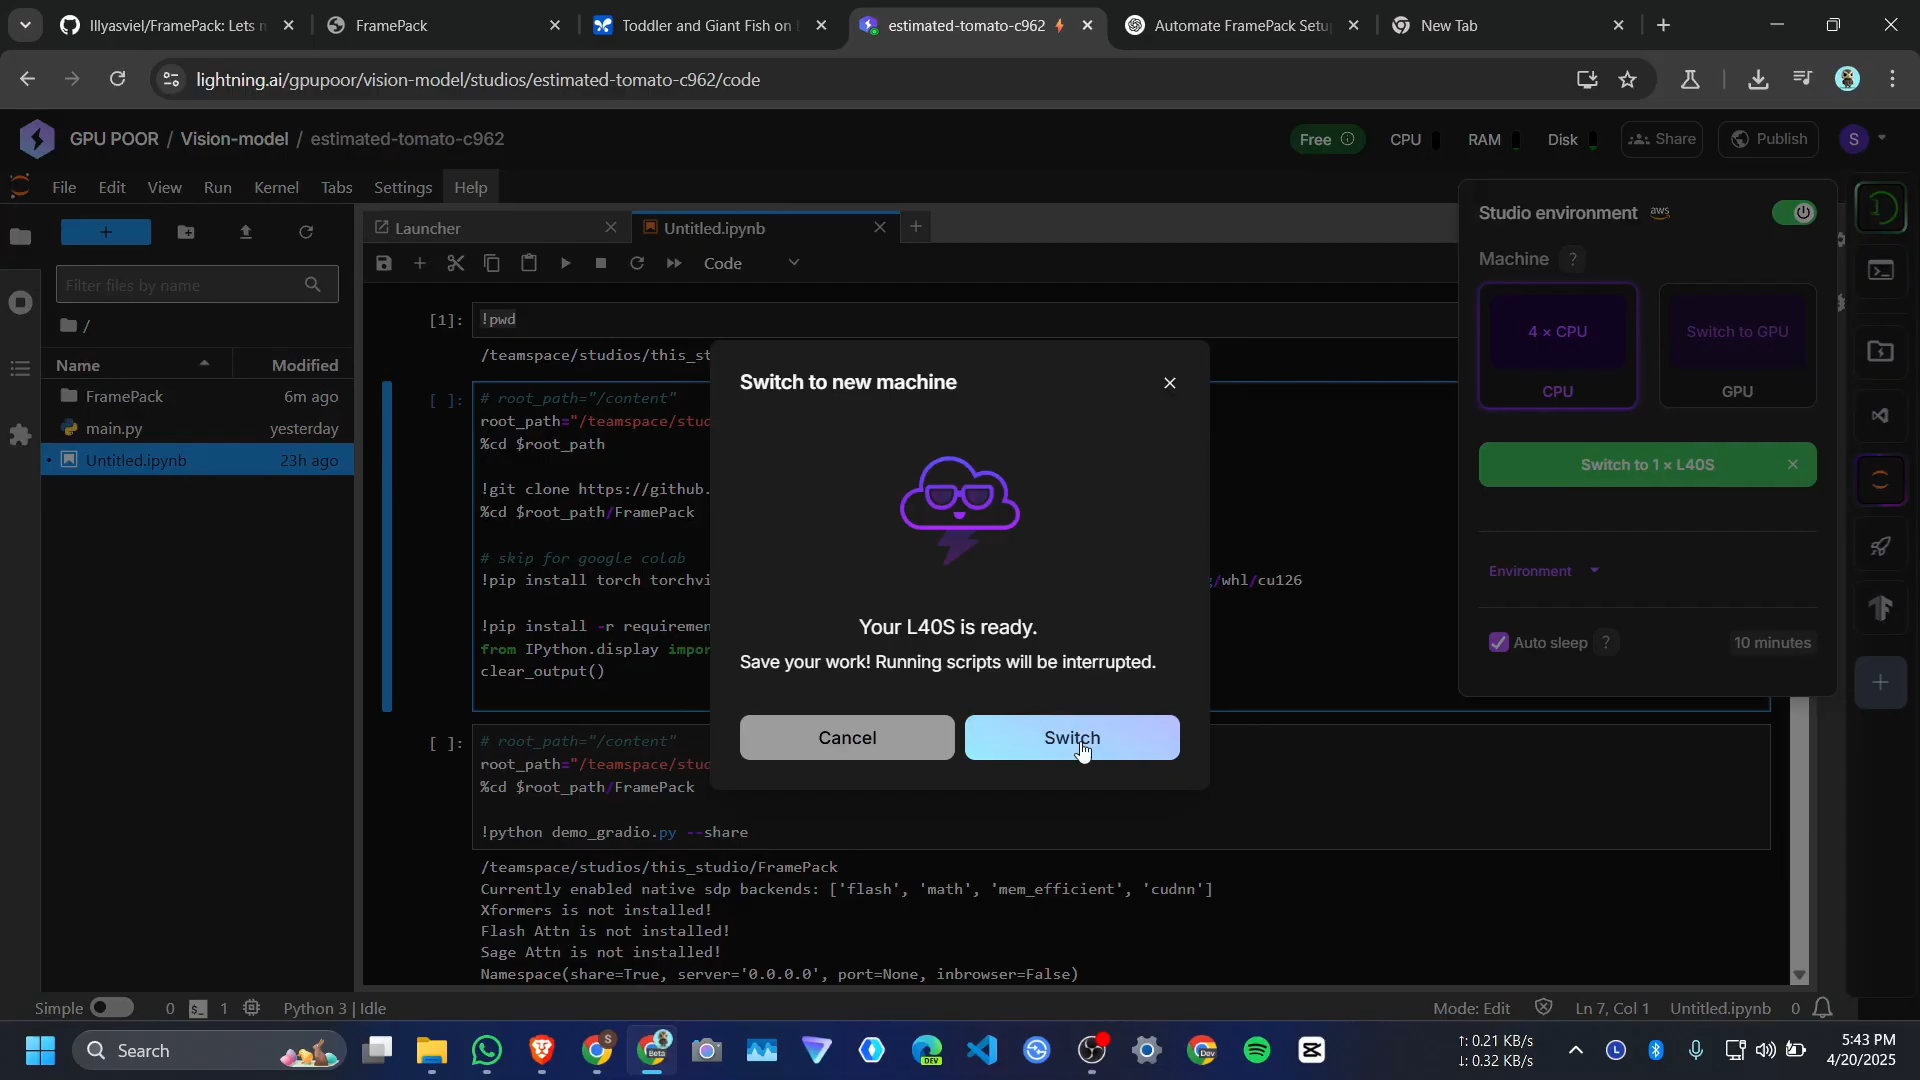 Illyasviel/FramePack: Lets n
FramePack
Toddler and Giant Fish on
estimated-tomato-c962
Automate FramePack Setu
New Tab
lightning.ai/gpupoor/vision-model/studios/estimated-tomato-c962/code
GPU POOR / Vision-model / estimated-tomato-c962
Free
CPU
RAM
Disk
Share
Publish
S
File
Edit
View
Run
Kernel
Tabs
Settings
Help
Launcher
Untitled.ipynb
Code
Filter files by name
/
Name
Modified
FramePack
6m ago
main.py
yesterday
Untitled.ipynb
23h ago
[1]:
!pwd
/teamspace/studios/this_st
[ ]:
# root_path="/content"
root_path="/teamspace/stud
%cd $root_path
!git clone https://github.
%cd $root_path/FramePack
# skip for google colab
!pip install torch torchvi
/whl/cu126
!pip install -r requiremen
from IPython.display impor
clear_output()
[ ]:
# root_path="/content"
root_path="/teamspace/stud
%cd $root_path/FramePack
!python demo_gradio.py --share
/teamspace/studios/this_studio/FramePack
Currently enabled native sdp backends: ['flash', 'math', 'mem_efficient', 'cudnn']
Xformers is not installed!
Flash Attn is not installed!
Sage Attn is not installed!
Namespace(share=True, server='0.0.0.0', port=None, inbrowser=False)
Switch to new machine
Your L40S is ready.
Save your work! Running scripts will be interrupted.
Cancel
Switch
Studio environment
aws
Machine
?
4 × CPU
CPU
Switch to GPU
GPU
Switch to 1 × L40S
Environment
Auto sleep
?
10 minutes
Simple
0
1
Python 3 | Idle
Mode: Edit
Ln 7, Col 1
Untitled.ipynb
0
Search
S
Beta
DEV
Dev
↑: 0.21 KB/s
↓: 0.32 KB/s
5:43 PM
4/20/2025